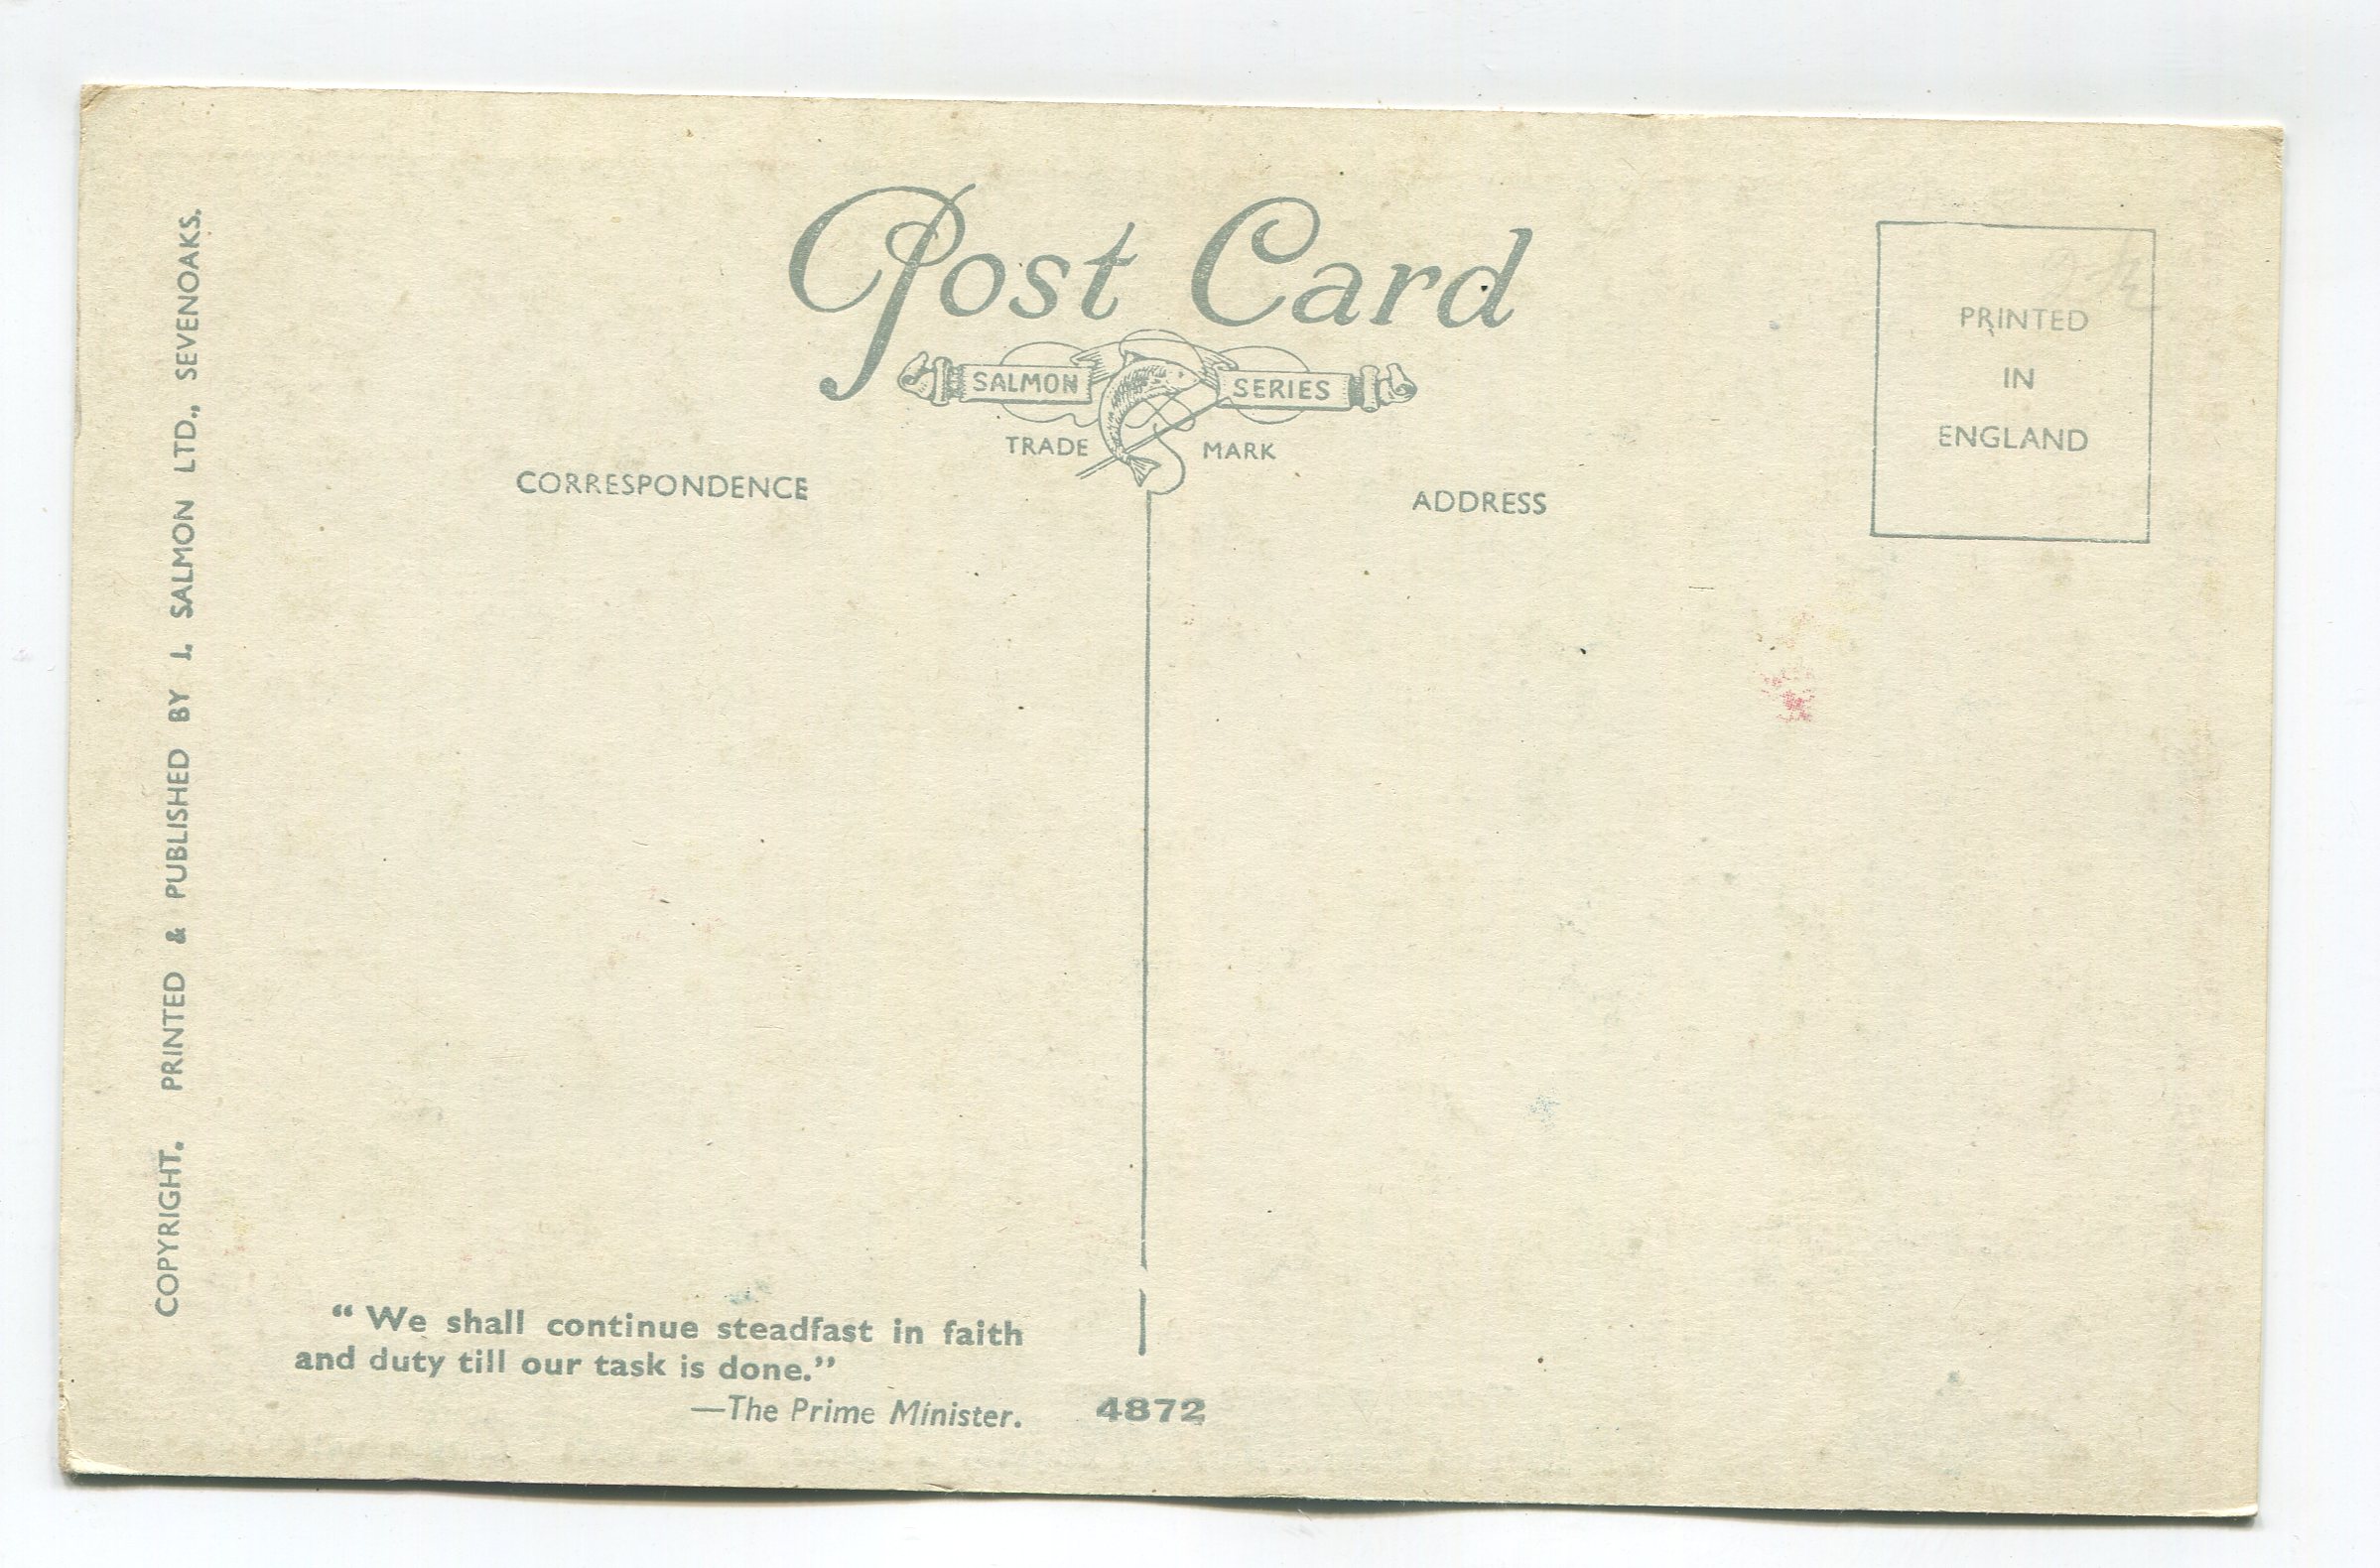 Post Card
SALMON SERIES
TRADE MARK
CORRESPONDENCE
ADDRESS
PRINTED
IN
ENGLAND
COPYRIGHT. PRINTED & PUBLISHED BY J. SALMON LTD., SEVENOAKS.
“We shall continue steadfast in faith
and duty till our task is done.”
—The Prime Minister.
4872